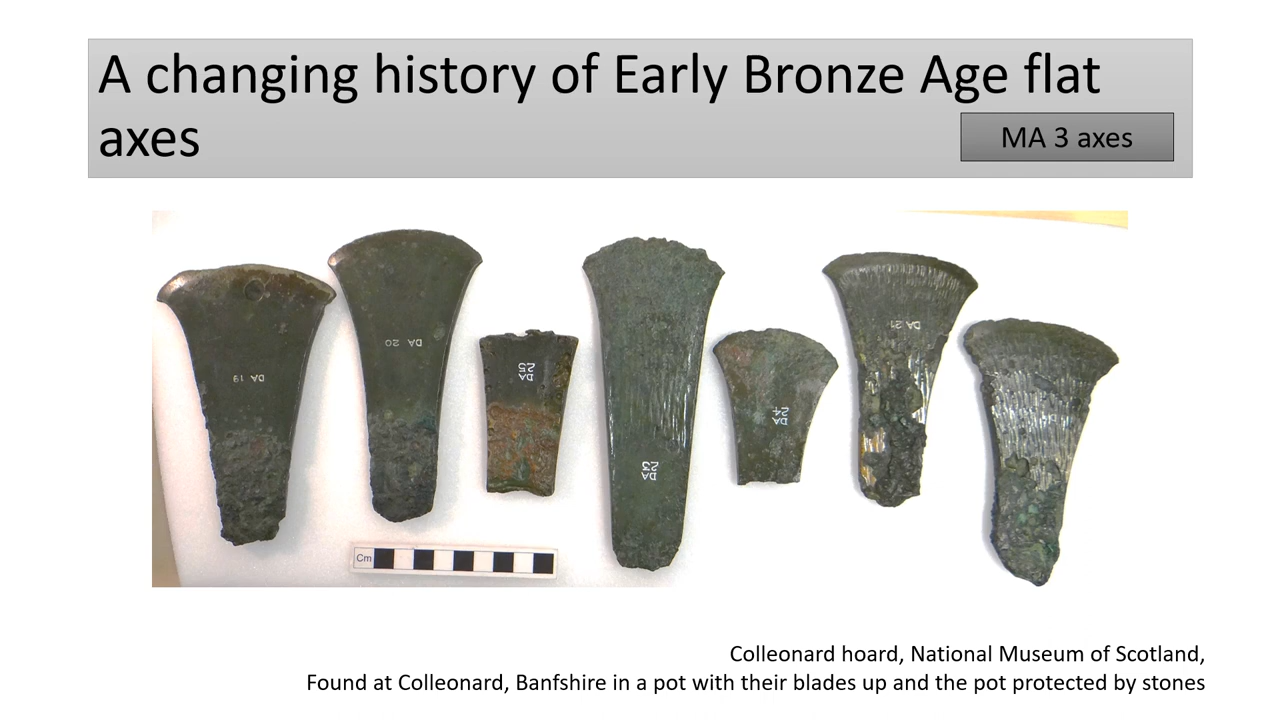 A changing history of Early Bronze Age flat
axes
MA 3 axes
DA 19
DA 20
DA
25
DA
23
DA
24
DA 21
Cm
Colleonard hoard, National Museum of Scotland,
Found at Colleonard, Banfshire in a pot with their blades up and the pot protected by stones